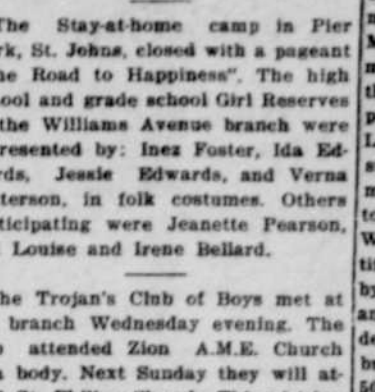 The Stay-at-home camp in Pier
rk, St. Johns, closed with a pageant
he Road to Happiness". The high
ool and grade school Girl Reserves
the Williams Avenue branch were
resented by: Inez Foster, Ida Ed-
rds, Jessie Edwards, and Verna
terson, in folk costumes. Others
ticipating were Jeanette Pearson,
Louise and Irene Bellard.
he Trojan's Club of Boys met at
branch Wednesday evening. The
attended Zion A.M.E. Church
body. Next Sunday they will at-